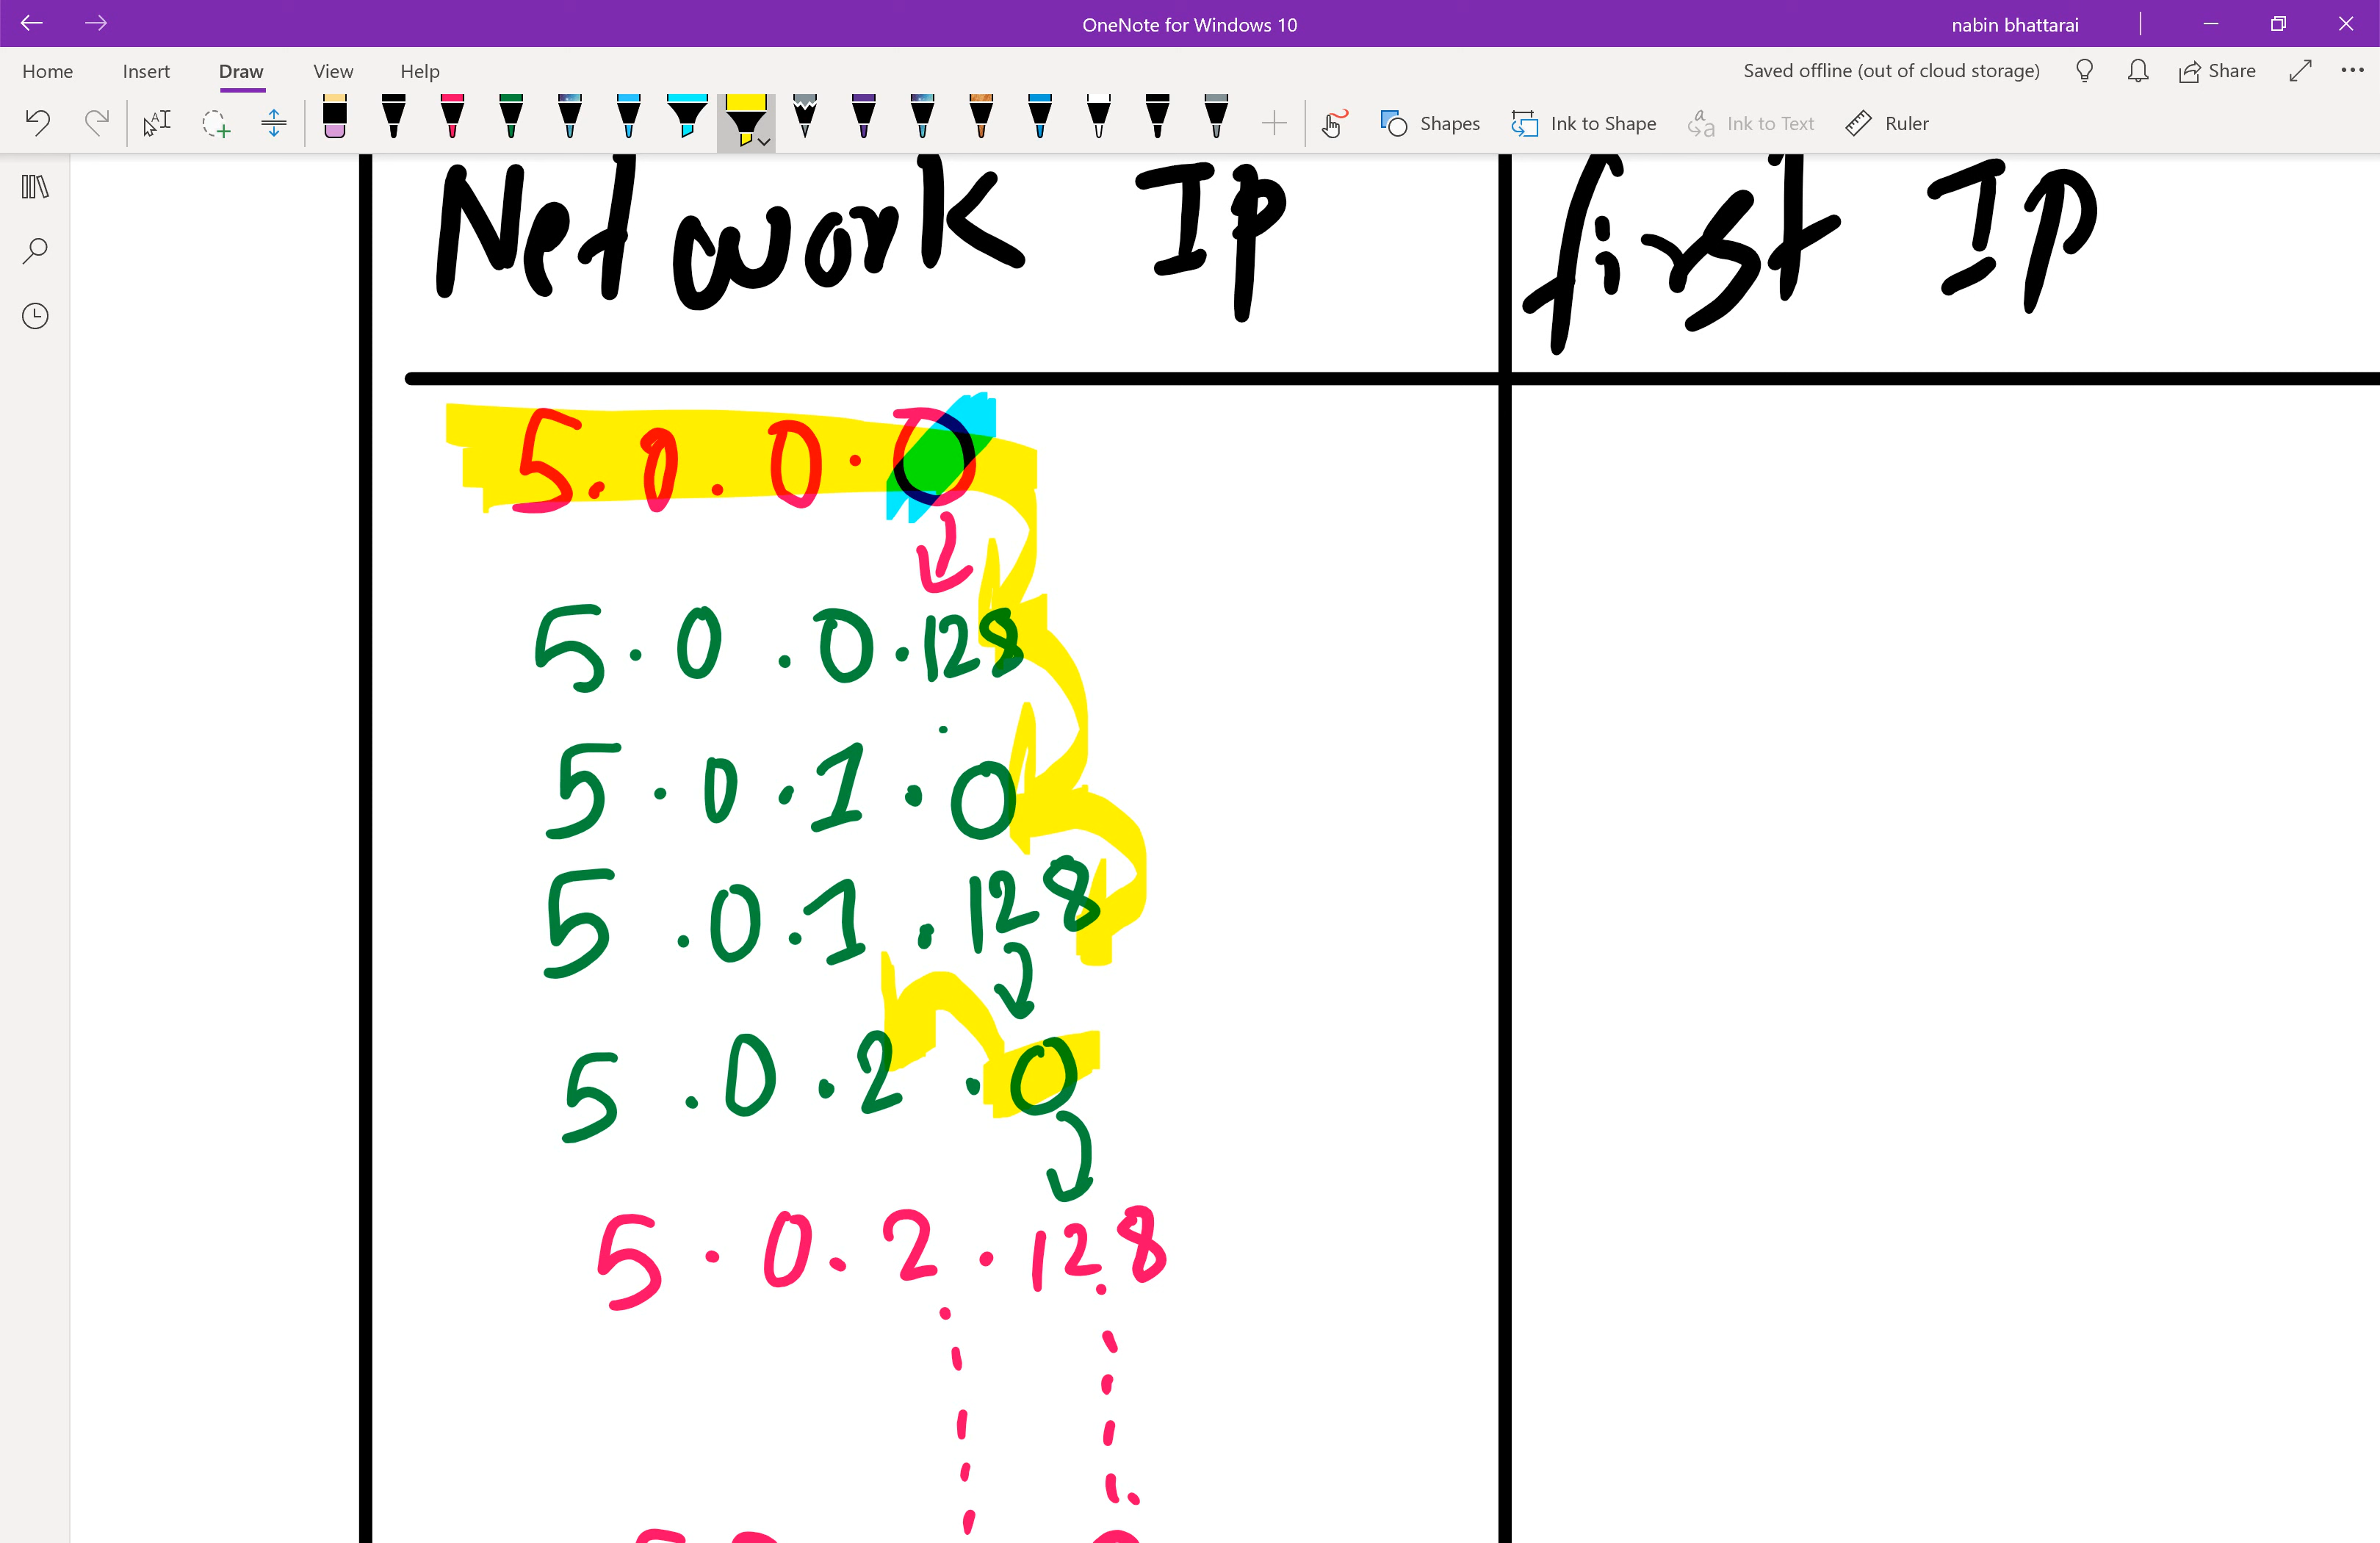 OneNote for Windows 10
nabin bhattarai
Home Insert Draw View Help
Saved offline (out of cloud storage)
Share
Shapes Ink to Shape Ink to Text Ruler
Network Ip
first IP
5.0.0.0
5.0.0.128
5.0.1.0
5.0.1.128
5.0.2.0
5.0.2.128